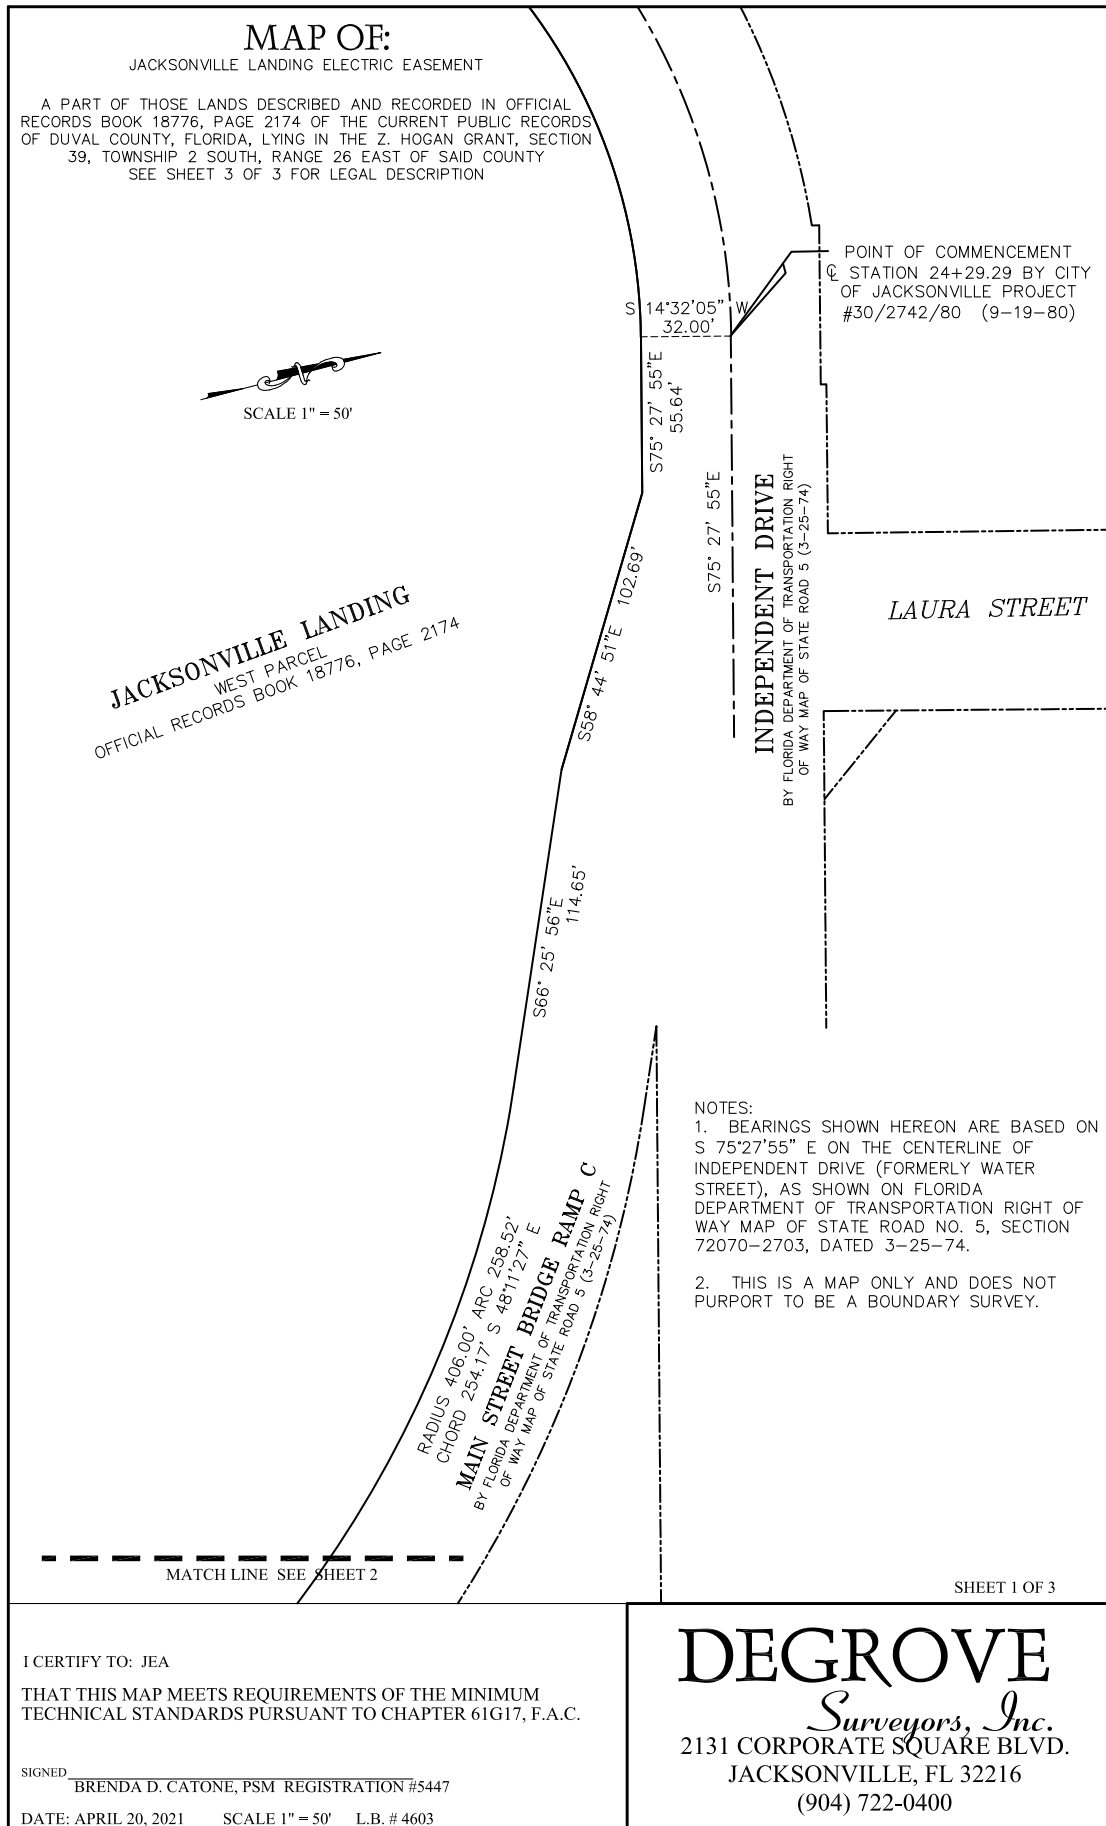 MAP OF:
JACKSONVILLE LANDING ELECTRIC EASEMENT
A PART OF THOSE LANDS DESCRIBED AND RECORDED IN OFFICIAL
RECORDS BOOK 18776, PAGE 2174 OF THE CURRENT PUBLIC RECORDS
OF DUVAL COUNTY, FLORIDA, LYING IN THE Z. HOGAN GRANT, SECTION
39, TOWNSHIP 2 SOUTH, RANGE 26 EAST OF SAID COUNTY
SEE SHEET 3 OF 3 FOR LEGAL DESCRIPTION
POINT OF COMMENCEMENT
℄ STATION 24+29.29 BY CITY
OF JACKSONVILLE PROJECT
#30/2742/80 (9-19-80)
S 14°32'05" W
32.00'
S75° 27' 55"E
55.64'
N
SCALE 1" = 50'
S75° 27' 55"E
INDEPENDENT DRIVE
BY FLORIDA DEPARTMENT OF TRANSPORTATION RIGHT
OF WAY MAP OF STATE ROAD 5 (3-25-74)
LAURA STREET
S58° 44' 51"E 102.69'
JACKSONVILLE LANDING
WEST PARCEL
OFFICIAL RECORDS BOOK 18776, PAGE 2174
S66° 25' 56"E
114.65'
NOTES:
1. BEARINGS SHOWN HEREON ARE BASED ON
S 75°27'55" E ON THE CENTERLINE OF
INDEPENDENT DRIVE (FORMERLY WATER
STREET), AS SHOWN ON FLORIDA
DEPARTMENT OF TRANSPORTATION RIGHT OF
WAY MAP OF STATE ROAD NO. 5, SECTION
72070-2703, DATED 3-25-74.
2. THIS IS A MAP ONLY AND DOES NOT
PURPORT TO BE A BOUNDARY SURVEY.
RADIUS 406.00' ARC 258.52'
CHORD 254.17' S 48°11'27" E
MAIN STREET BRIDGE RAMP C
BY FLORIDA DEPARTMENT OF TRANSPORTATION RIGHT
OF WAY MAP OF STATE ROAD 5 (3-25-74)
MATCH LINE SEE SHEET 2
SHEET 1 OF 3
I CERTIFY TO: JEA
THAT THIS MAP MEETS REQUIREMENTS OF THE MINIMUM
TECHNICAL STANDARDS PURSUANT TO CHAPTER 61G17, F.A.C.
SIGNED
BRENDA D. CATONE, PSM REGISTRATION #5447
DATE: APRIL 20, 2021 SCALE 1" = 50' L.B. # 4603
DEGROVE
Surveyors, Inc.
2131 CORPORATE SQUARE BLVD.
JACKSONVILLE, FL 32216
(904) 722-0400